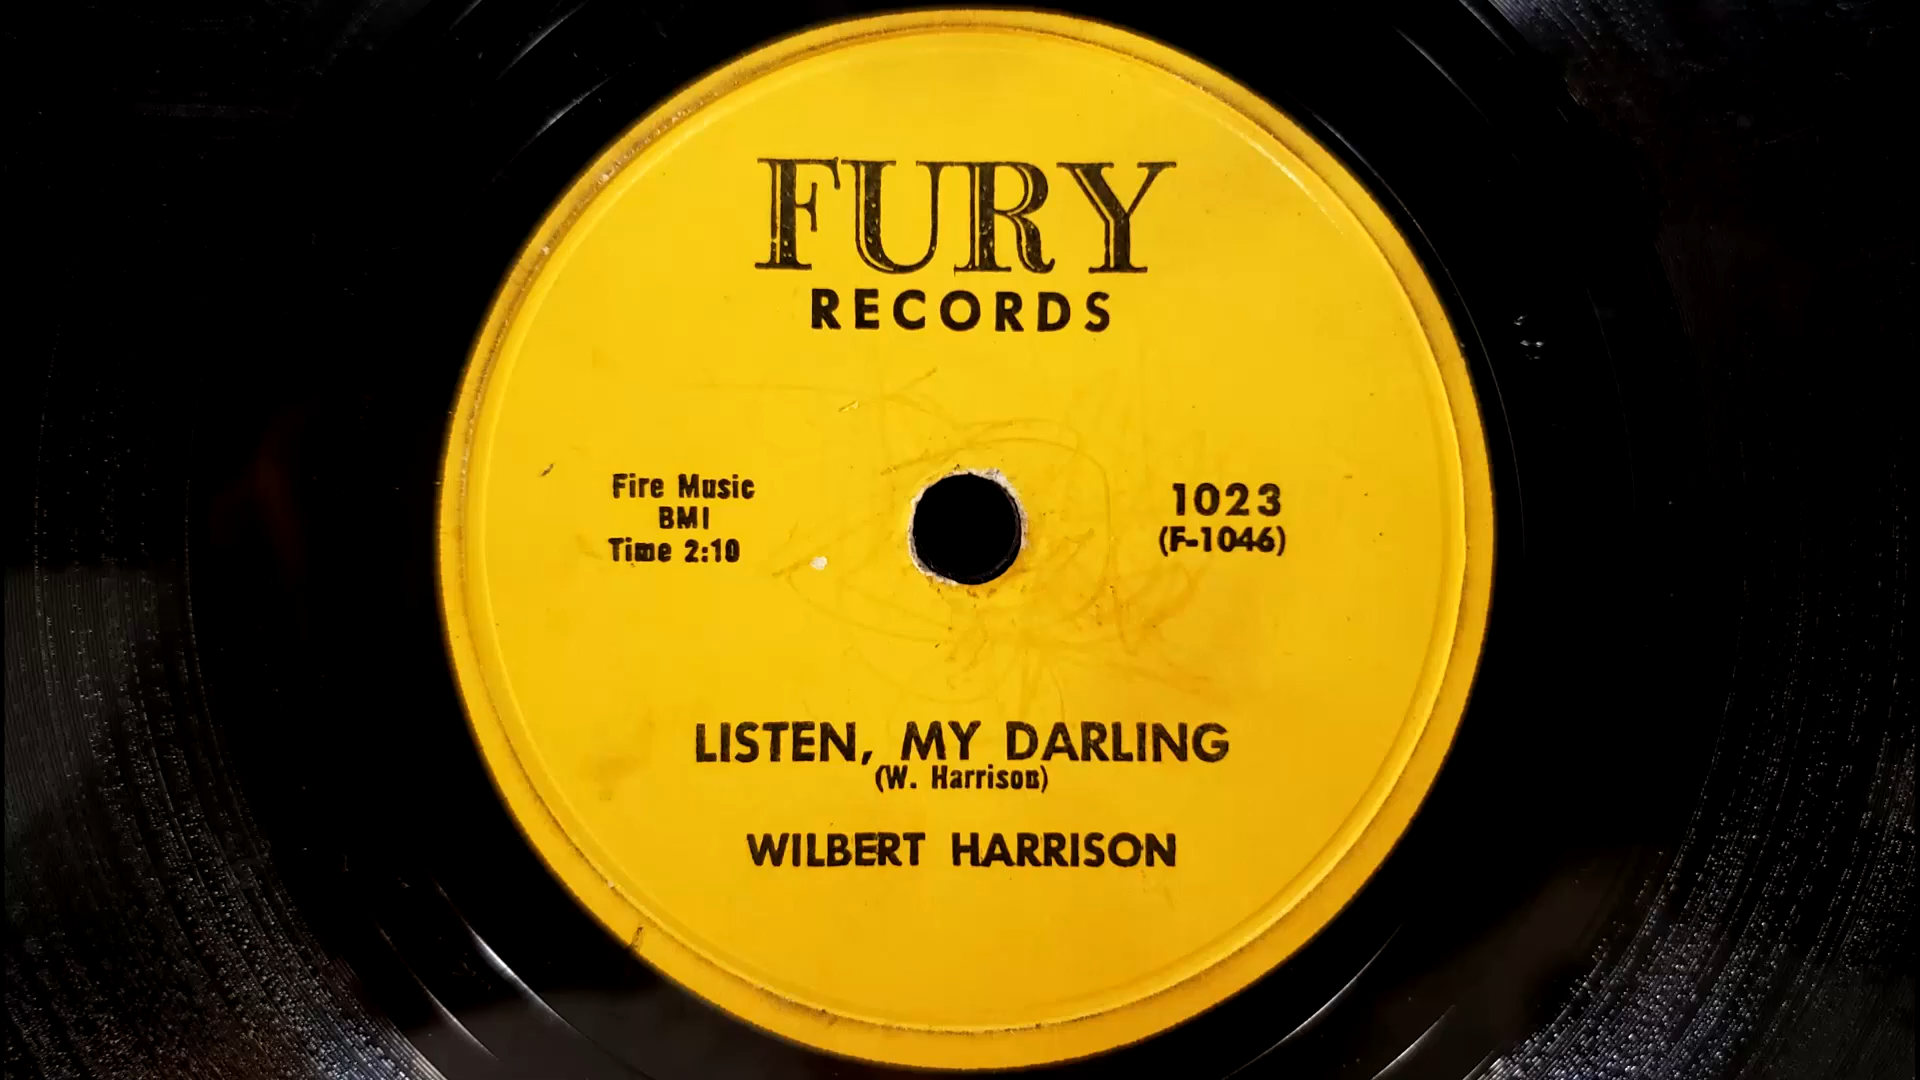 FURY
RECORDS
Fire Music
BMI
Time 2:10
1023
(F-1046)
LISTEN, MY DARLING
(W. Harrison)
WILBERT HARRISON